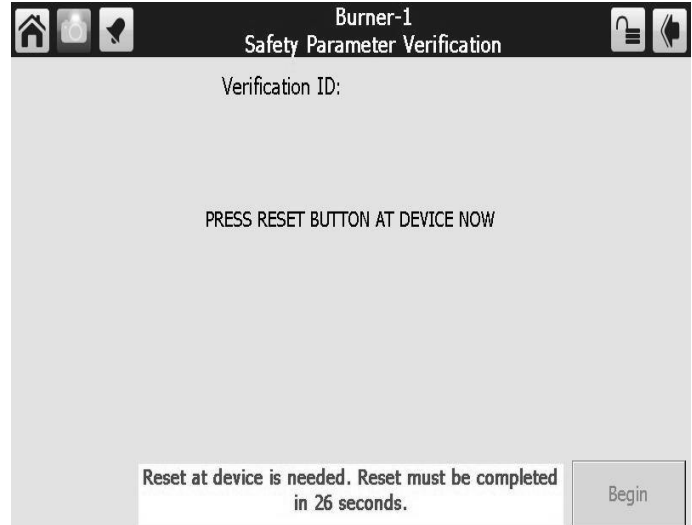 Burner-1
Safety Parameter Verification
Verification ID:
PRESS RESET BUTTON AT DEVICE NOW
Reset at device is needed. Reset must be completed
in 26 seconds.
Begin